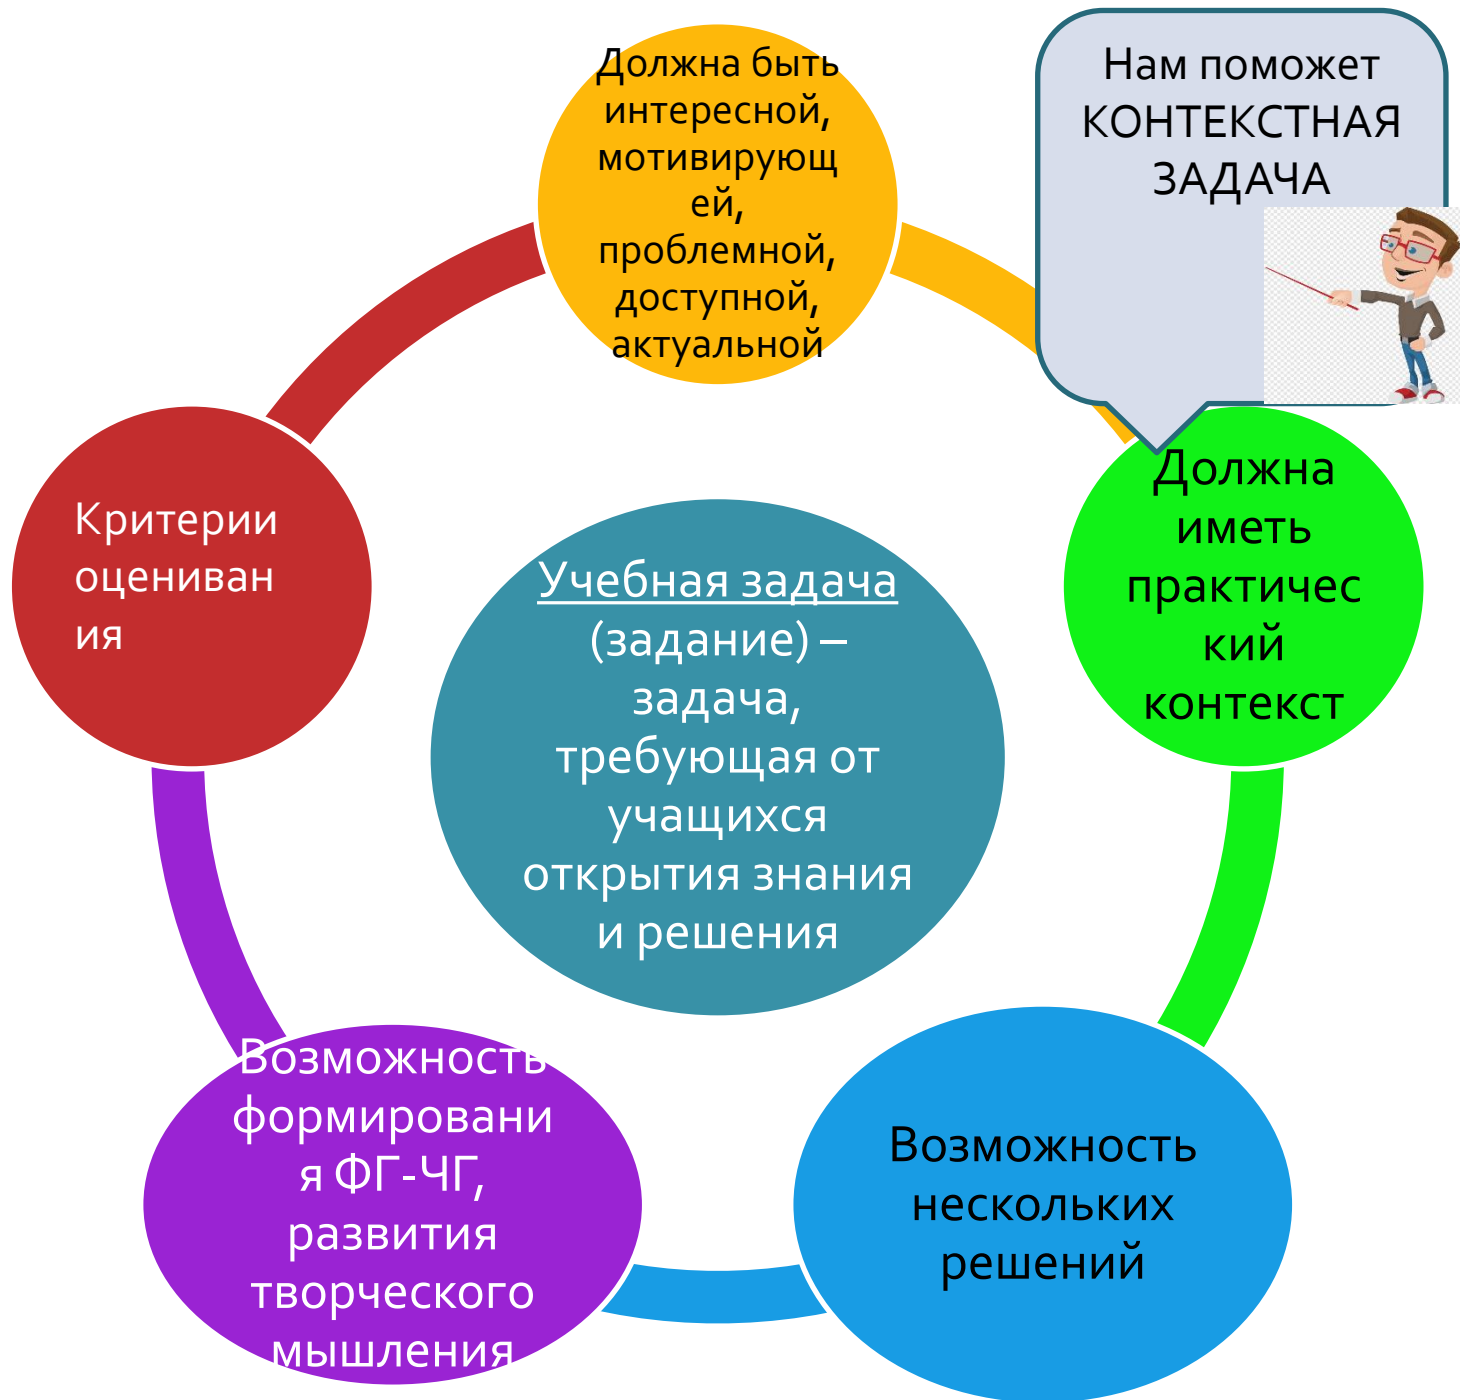 Должна быть
интересной,
мотивирующ
ей,
проблемной,
доступной,
актуальной
Нам поможет
КОНТЕКСТНАЯ
ЗАДАЧА
Должна
иметь
практичес
кий
контекст
Возможность
нескольких
решений
Возможность
формировани
я ФГ-ЧГ,
развития
творческого
мышления
Критерии
оцениван
ия
Учебная задача
(задание) –
задача,
требующая от
учащихся
открытия знания
и решения